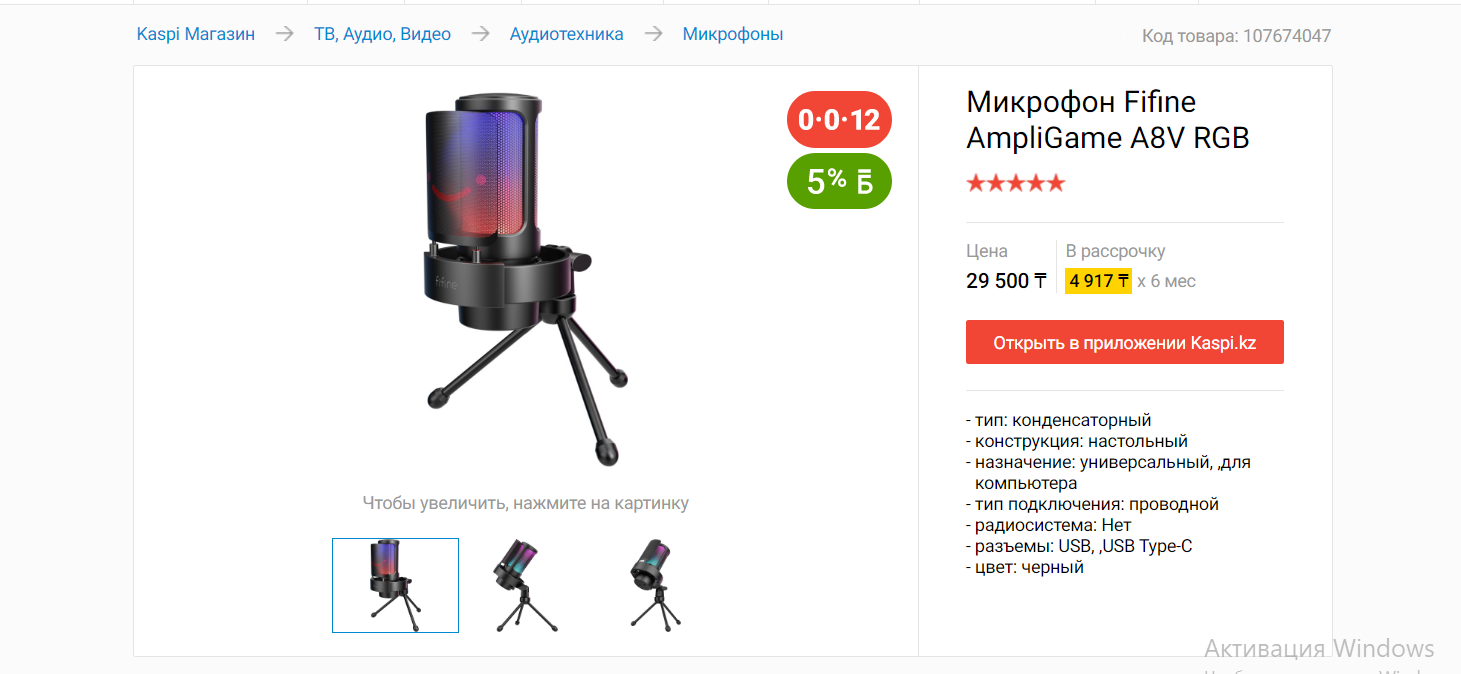 Kaspi Магазин → ТВ, Аудио, Видео → Аудиотехника → Микрофоны
Код товара: 107674047
0·0·12
5% Б
fifine
Чтобы увеличить, нажмите на картинку
Микрофон Fifine
AmpliGame A8V RGB
Цена
29 500 ₸
В рассрочку
4 917 ₸ x 6 мес
Открыть в приложении Kaspi.kz
- тип: конденсаторный
- конструкция: настольный
- назначение: универсальный, ,для
компьютера
- тип подключения: проводной
- радиосистема: Нет
- разъемы: USB, ,USB Type-C
- цвет: черный
Активация Windows